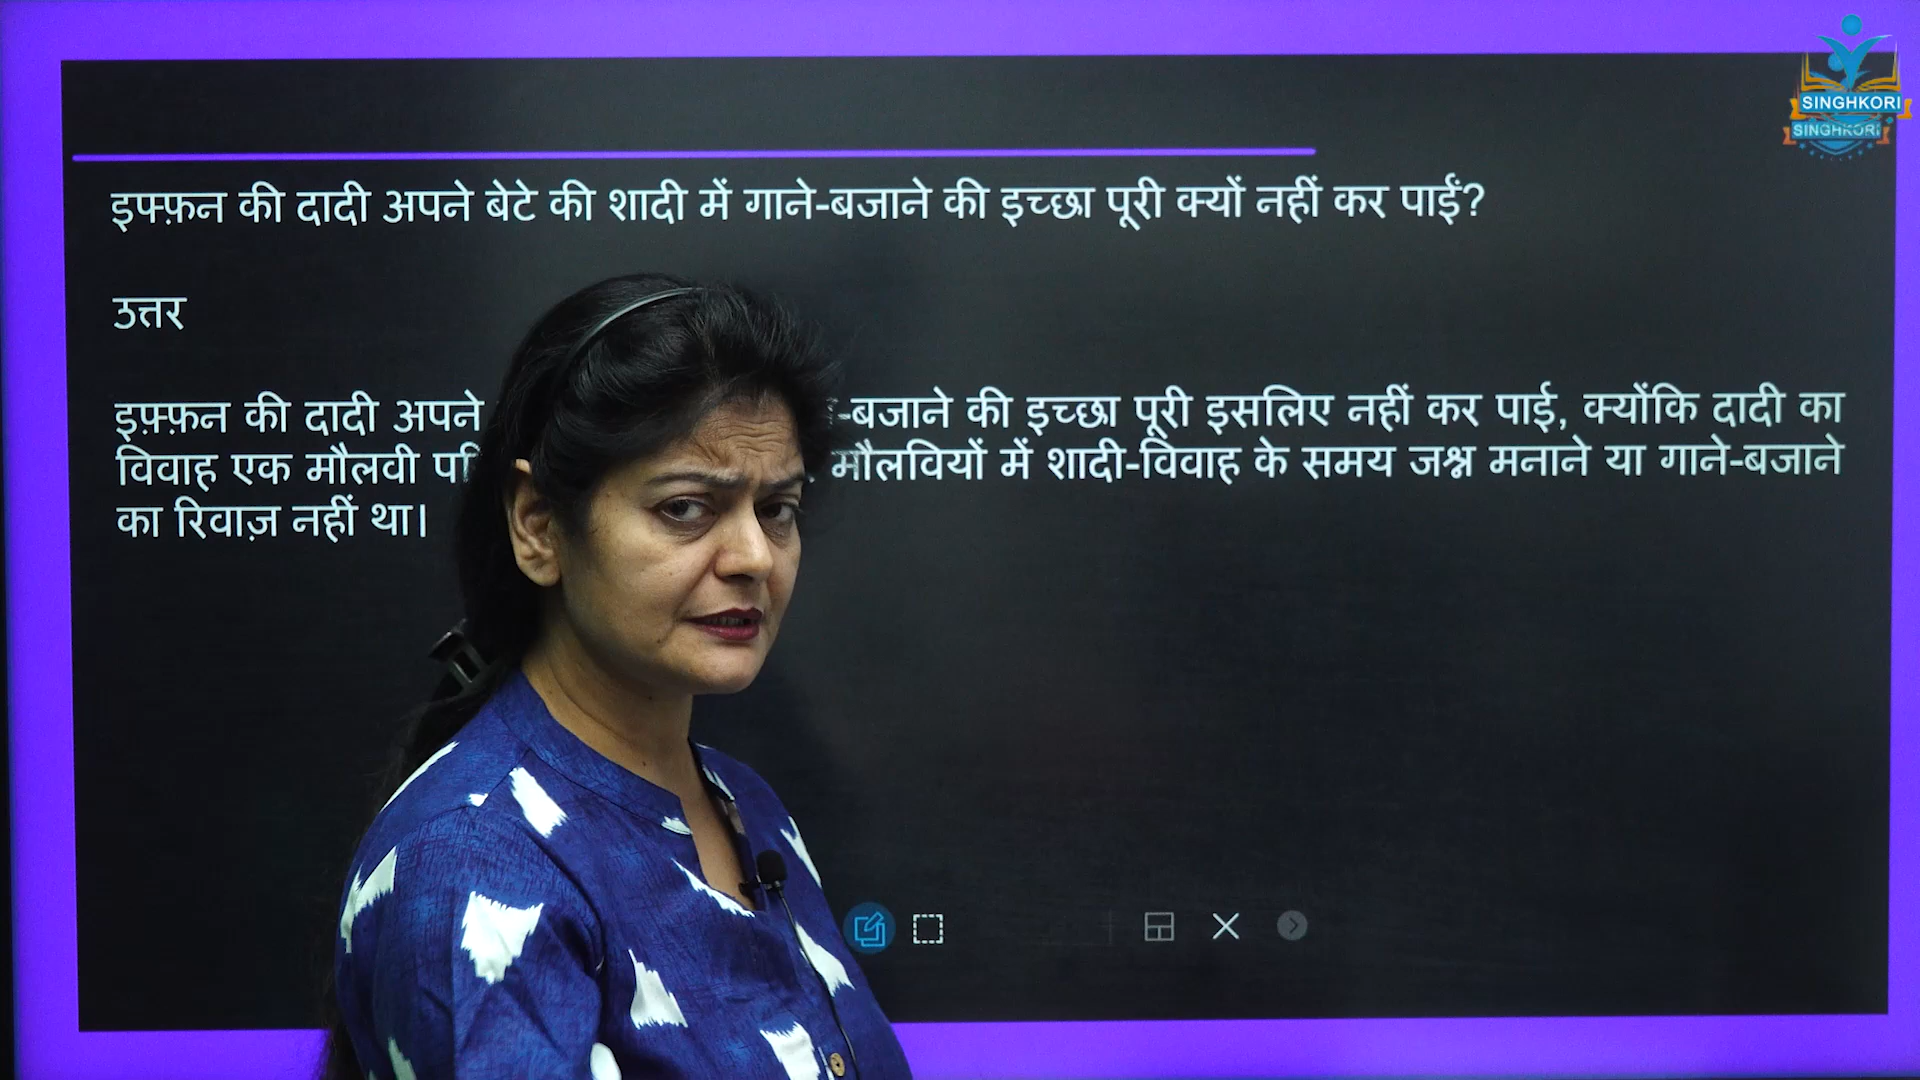 SINGHKORI
SINGHKORI
इफ्फ़न की दादी अपने बेटे की शादी में गाने-बजाने की इच्छा पूरी क्यों नहीं कर पाईं?
उत्तर
इफ़्फ़न की दादी अपने -बजाने की इच्छा पूरी इसलिए नहीं कर पाई, क्योंकि दादी का
विवाह एक मौलवी मौलवियों में शादी-विवाह के समय जश्न मनाने या गाने-बजाने
का रिवाज़ नहीं था।